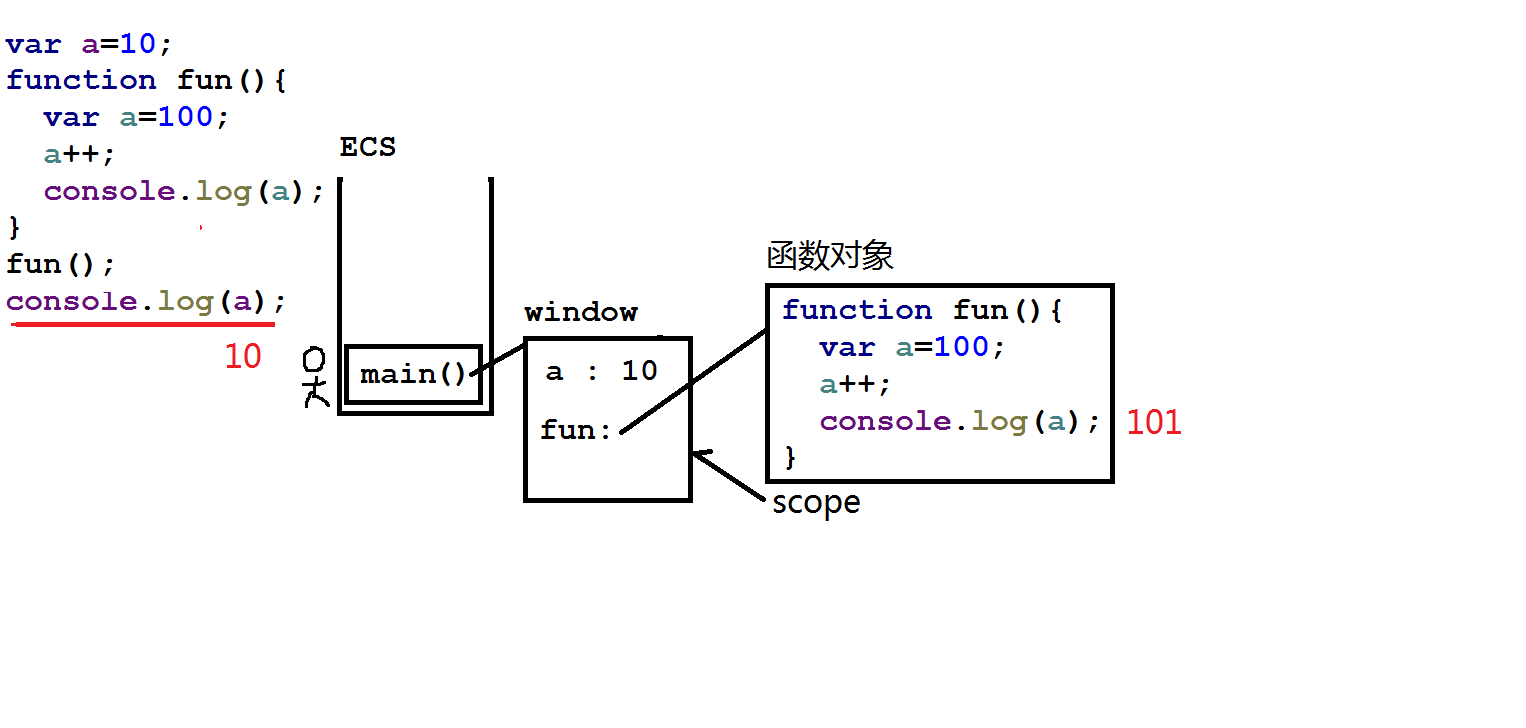 var a=10;
function fun(){
  var a=100;
  a++;
  console.log(a);
}
fun();
console.log(a);
10
ECS
main()
window
a : 10
fun:
函数对象
function fun(){
  var a=100;
  a++;
  console.log(a);
}
101
scope